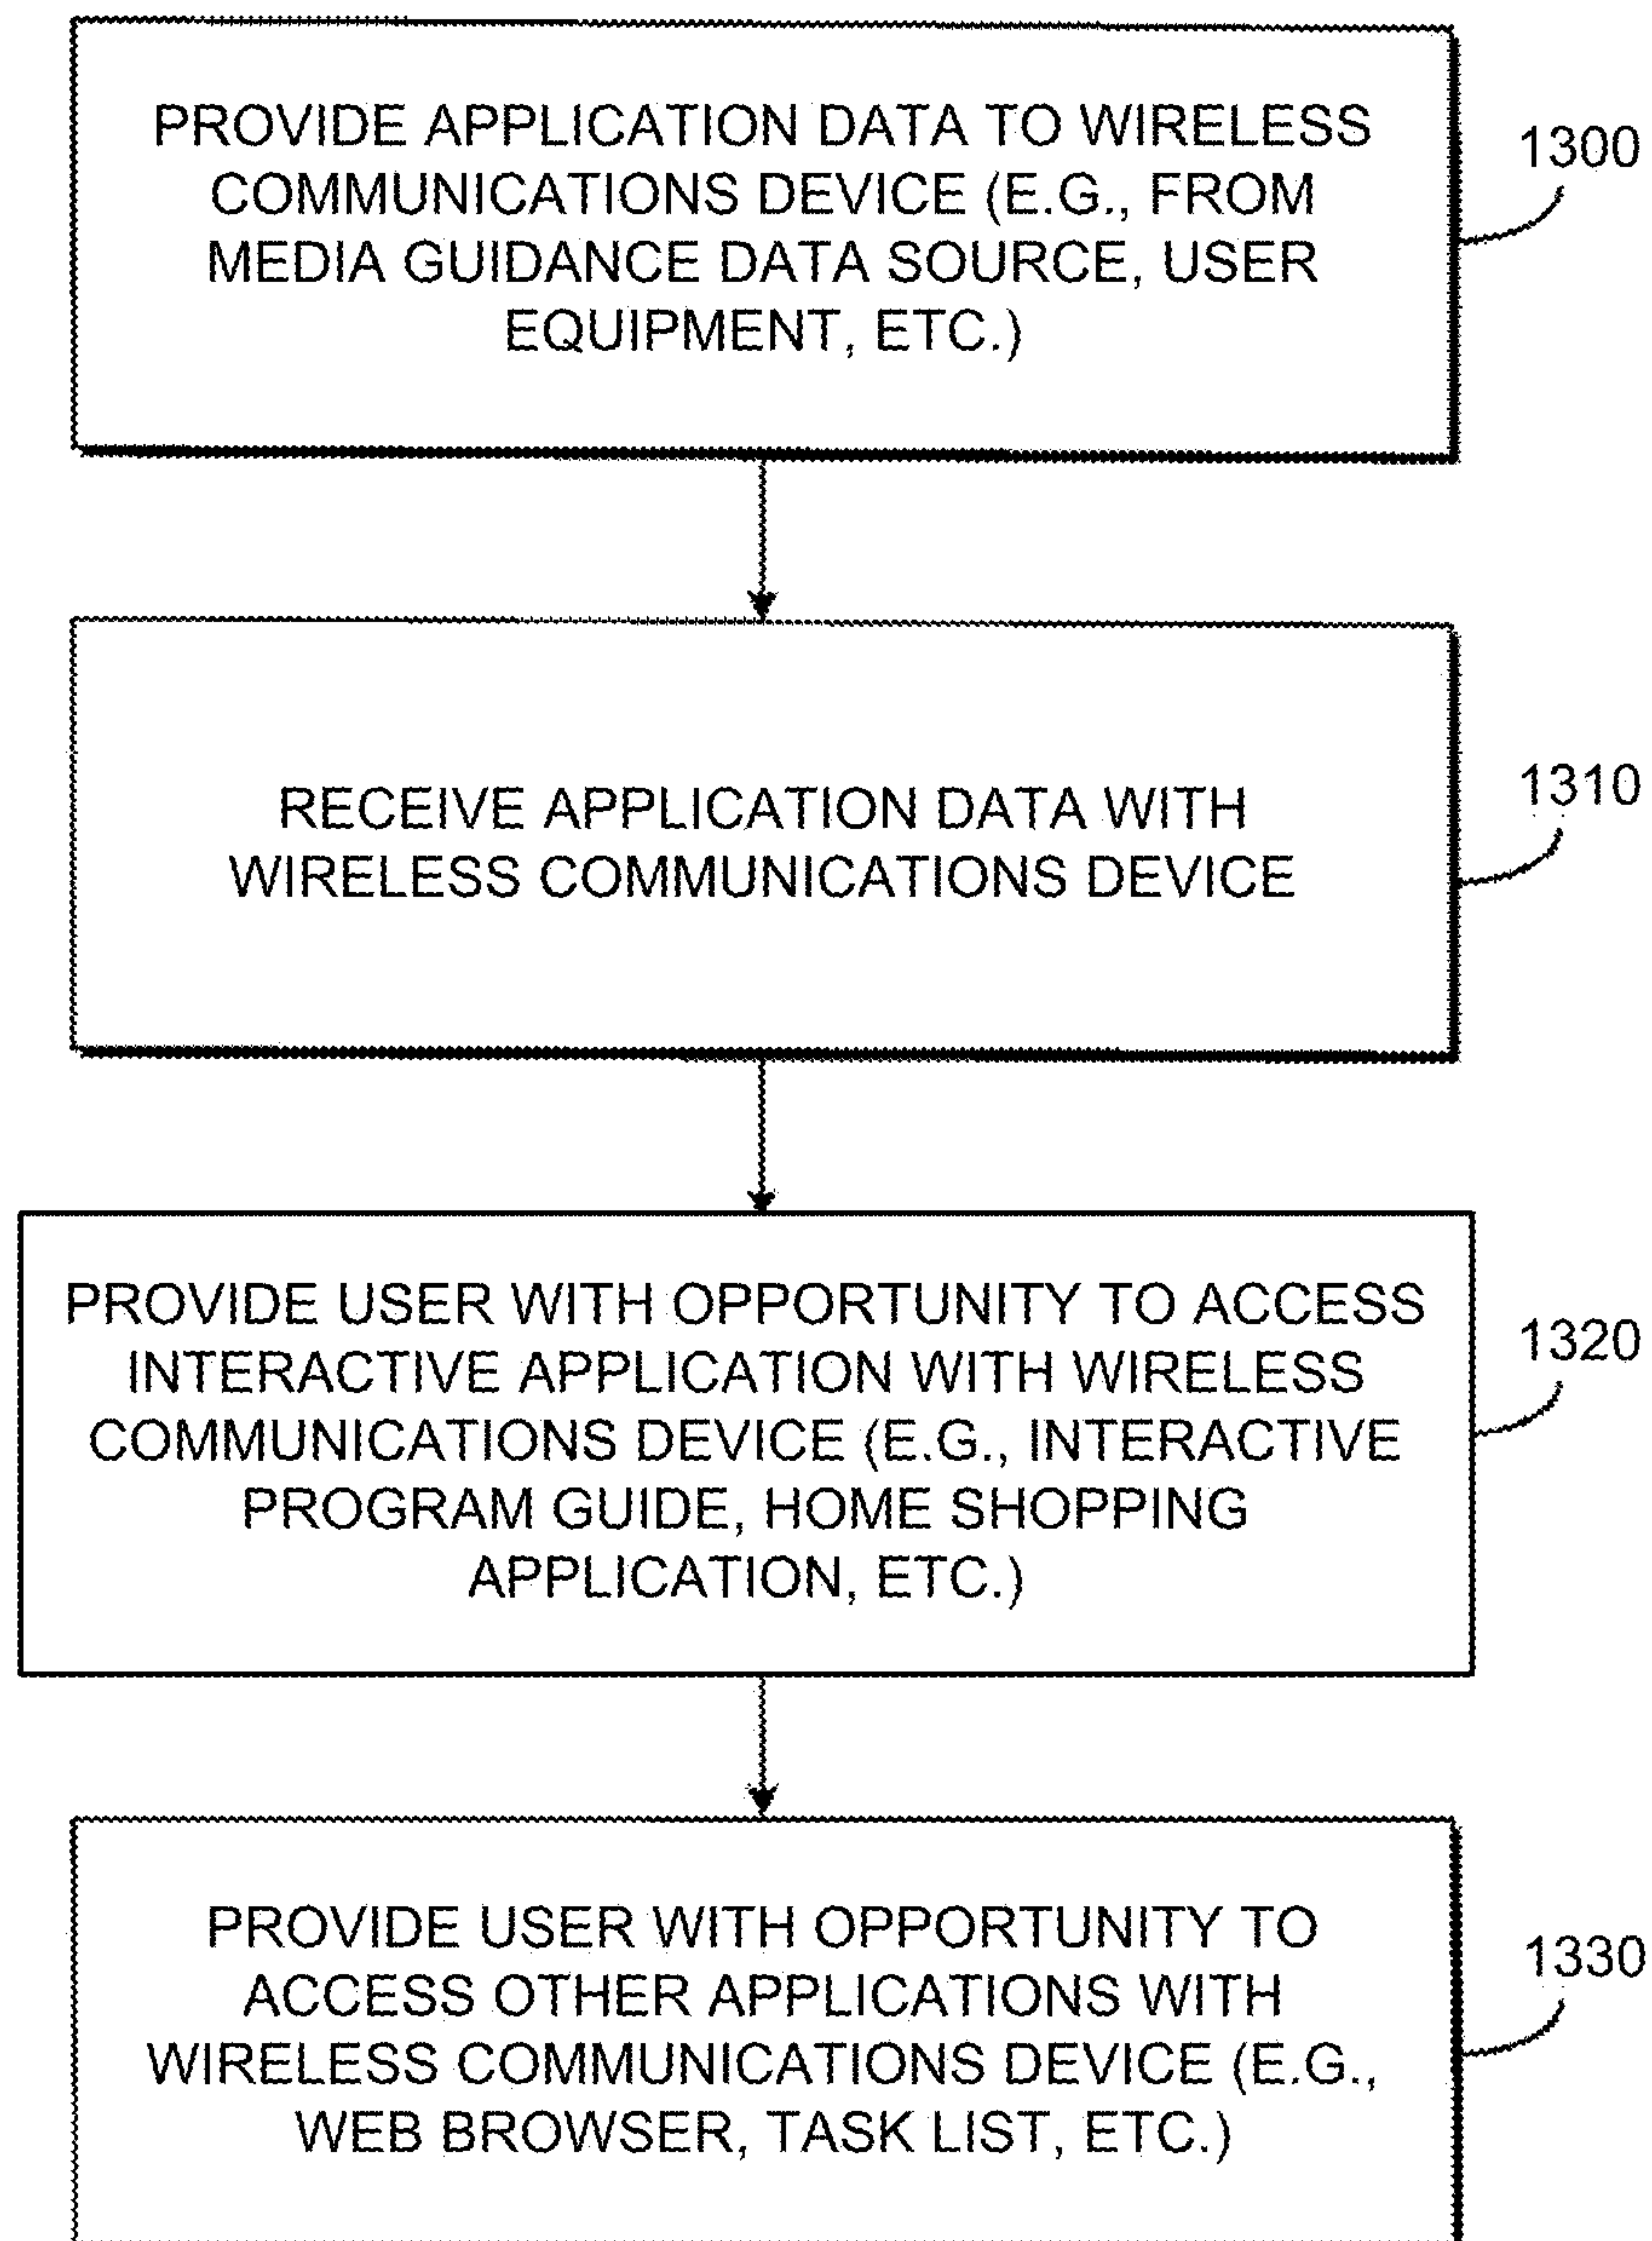 PROVIDE APPLICATION DATA TO WIRELESS
COMMUNICATIONS DEVICE (E.G., FROM
MEDIA GUIDANCE DATA SOURCE, USER
EQUIPMENT, ETC.)
1300
RECEIVE APPLICATION DATA WITH
WIRELESS COMMUNICATIONS DEVICE
1310
PROVIDE USER WITH OPPORTUNITY TO ACCESS
INTERACTIVE APPLICATION WITH WIRELESS
COMMUNICATIONS DEVICE (E.G., INTERACTIVE
PROGRAM GUIDE, HOME SHOPPING
APPLICATION, ETC.)
1320
PROVIDE USER WITH OPPORTUNITY TO
ACCESS OTHER APPLICATIONS WITH
WIRELESS COMMUNICATIONS DEVICE (E.G.,
WEB BROWSER, TASK LIST, ETC.)
1330